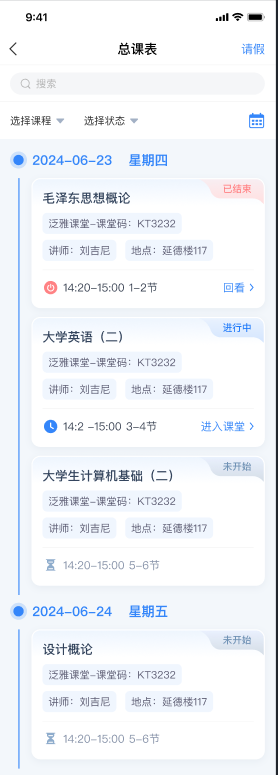 9:41
总课表
请假
搜索
选择课程 选择状态
2024-06-23 星期四
已结束
毛泽东思想概论
泛雅课堂-课堂码：KT3232
讲师：刘吉尼 地点：延德楼117
14:20-15:00 1-2节 回看
进行中
大学英语（二）
泛雅课堂-课堂码：KT3232
讲师：刘吉尼 地点：延德楼117
14:2 -15:00 3-4节 进入课堂
未开始
大学生计算机基础（二）
泛雅课堂-课堂码：KT3232
讲师：刘吉尼 地点：延德楼117
14:20-15:00 5-6节
2024-06-24 星期五
未开始
设计概论
泛雅课堂-课堂码：KT3232
讲师：刘吉尼 地点：延德楼117
14:20-15:00 5-6节